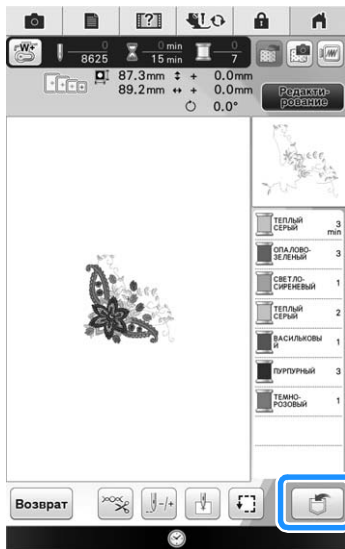 [?]
W+
0
0 min
0
8625
15 min
7
87.3mm ↕ + 0.0mm
89.2mm ↔ + 0.0mm
0.0°
Редакти-
рование
ТЕПЛЫЙ
СЕРЫЙ
3
min
ОПАЛОВО-
ЗЕЛЕНЫЙ
3
СВЕТЛО-
СИРЕНЕВЫЙ
1
ТЕПЛЫЙ
СЕРЫЙ
2
ВАСИЛЬКОВЫ
Й
1
ПУРПУРНЫЙ
3
ТЕМНО-
РОЗОВЫЙ
1
Возврат
-/+